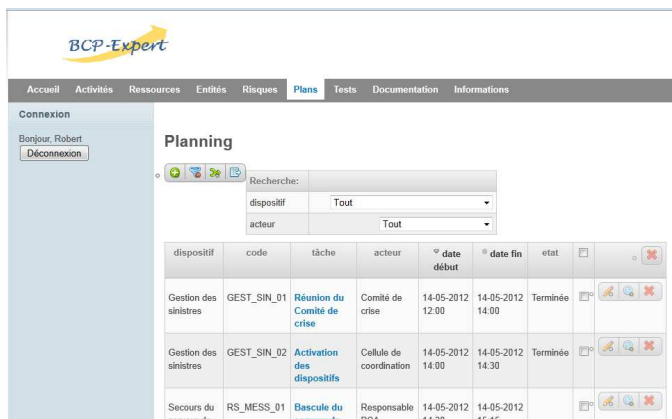 BCP-Expert
Accueil Activités Ressources Entités Risques Plans Tests Documentation Informations
Connexion
Bonjour, Robert
Déconnexion
Planning
Recherche:
dispositif Tout
acteur Tout
dispositif code tâche acteur date début date fin etat
Gestion des sinistres GEST_SIN_01 Réunion du Comité de crise Comité de crise 14-05-2012 12:00 14-05-2012 14:00 Terminée
Gestion des sinistres GEST_SIN_02 Activation des dispositifs Cellule de coordination 14-05-2012 14:00 14-05-2012 14:30 Terminée
Secours du RS_MESS_01 Bascule du Responsable 14-05-2012 14-05-2012